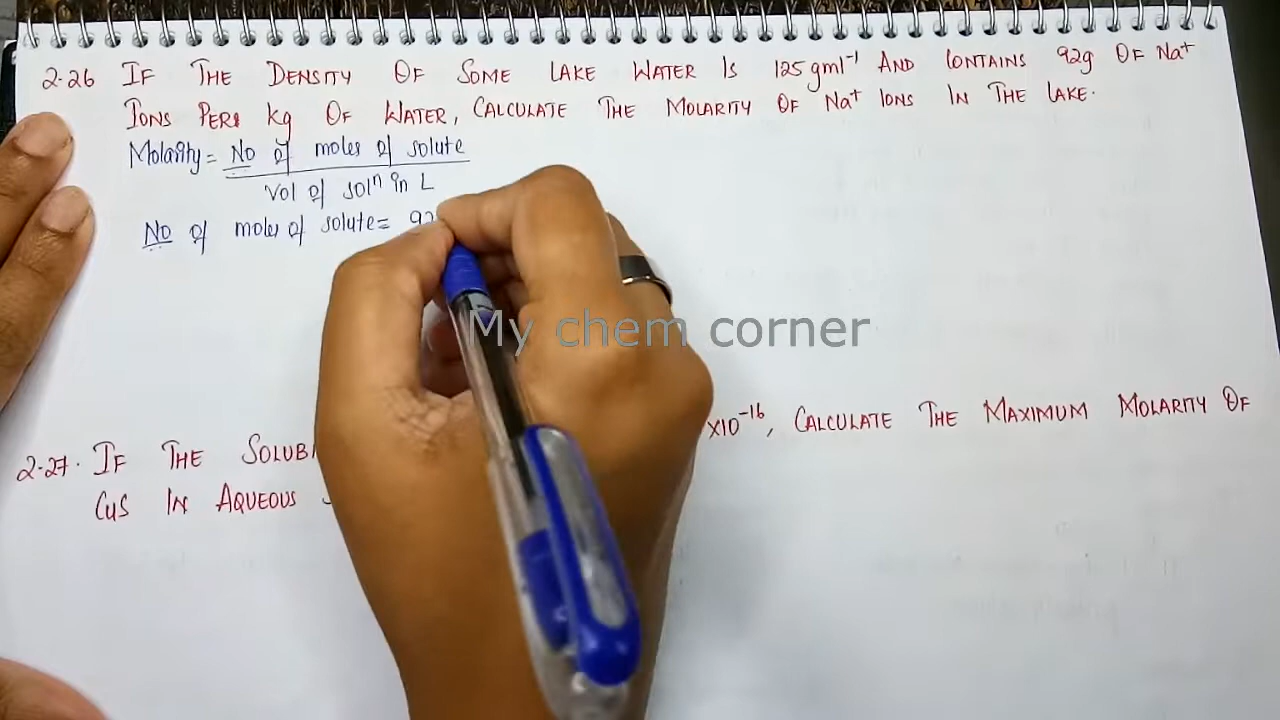 2.26 IF THE DENSITY OF SOME LAKE WATER IS 125 gml⁻¹ AND CONTAINS 92g OF Na⁺
IONS PER KG OF WATER, CALCULATE THE MOLARITY OF Na⁺ IONS IN THE LAKE.
Molarity = No of moles of solute
Vol of solⁿ in L
No of moles of solute = 92
My chem corner
2.27. IF THE SOLUBI ×10⁻¹⁶, CALCULATE THE MAXIMUM MOLARITY OF
CuS IN AQUEOUS